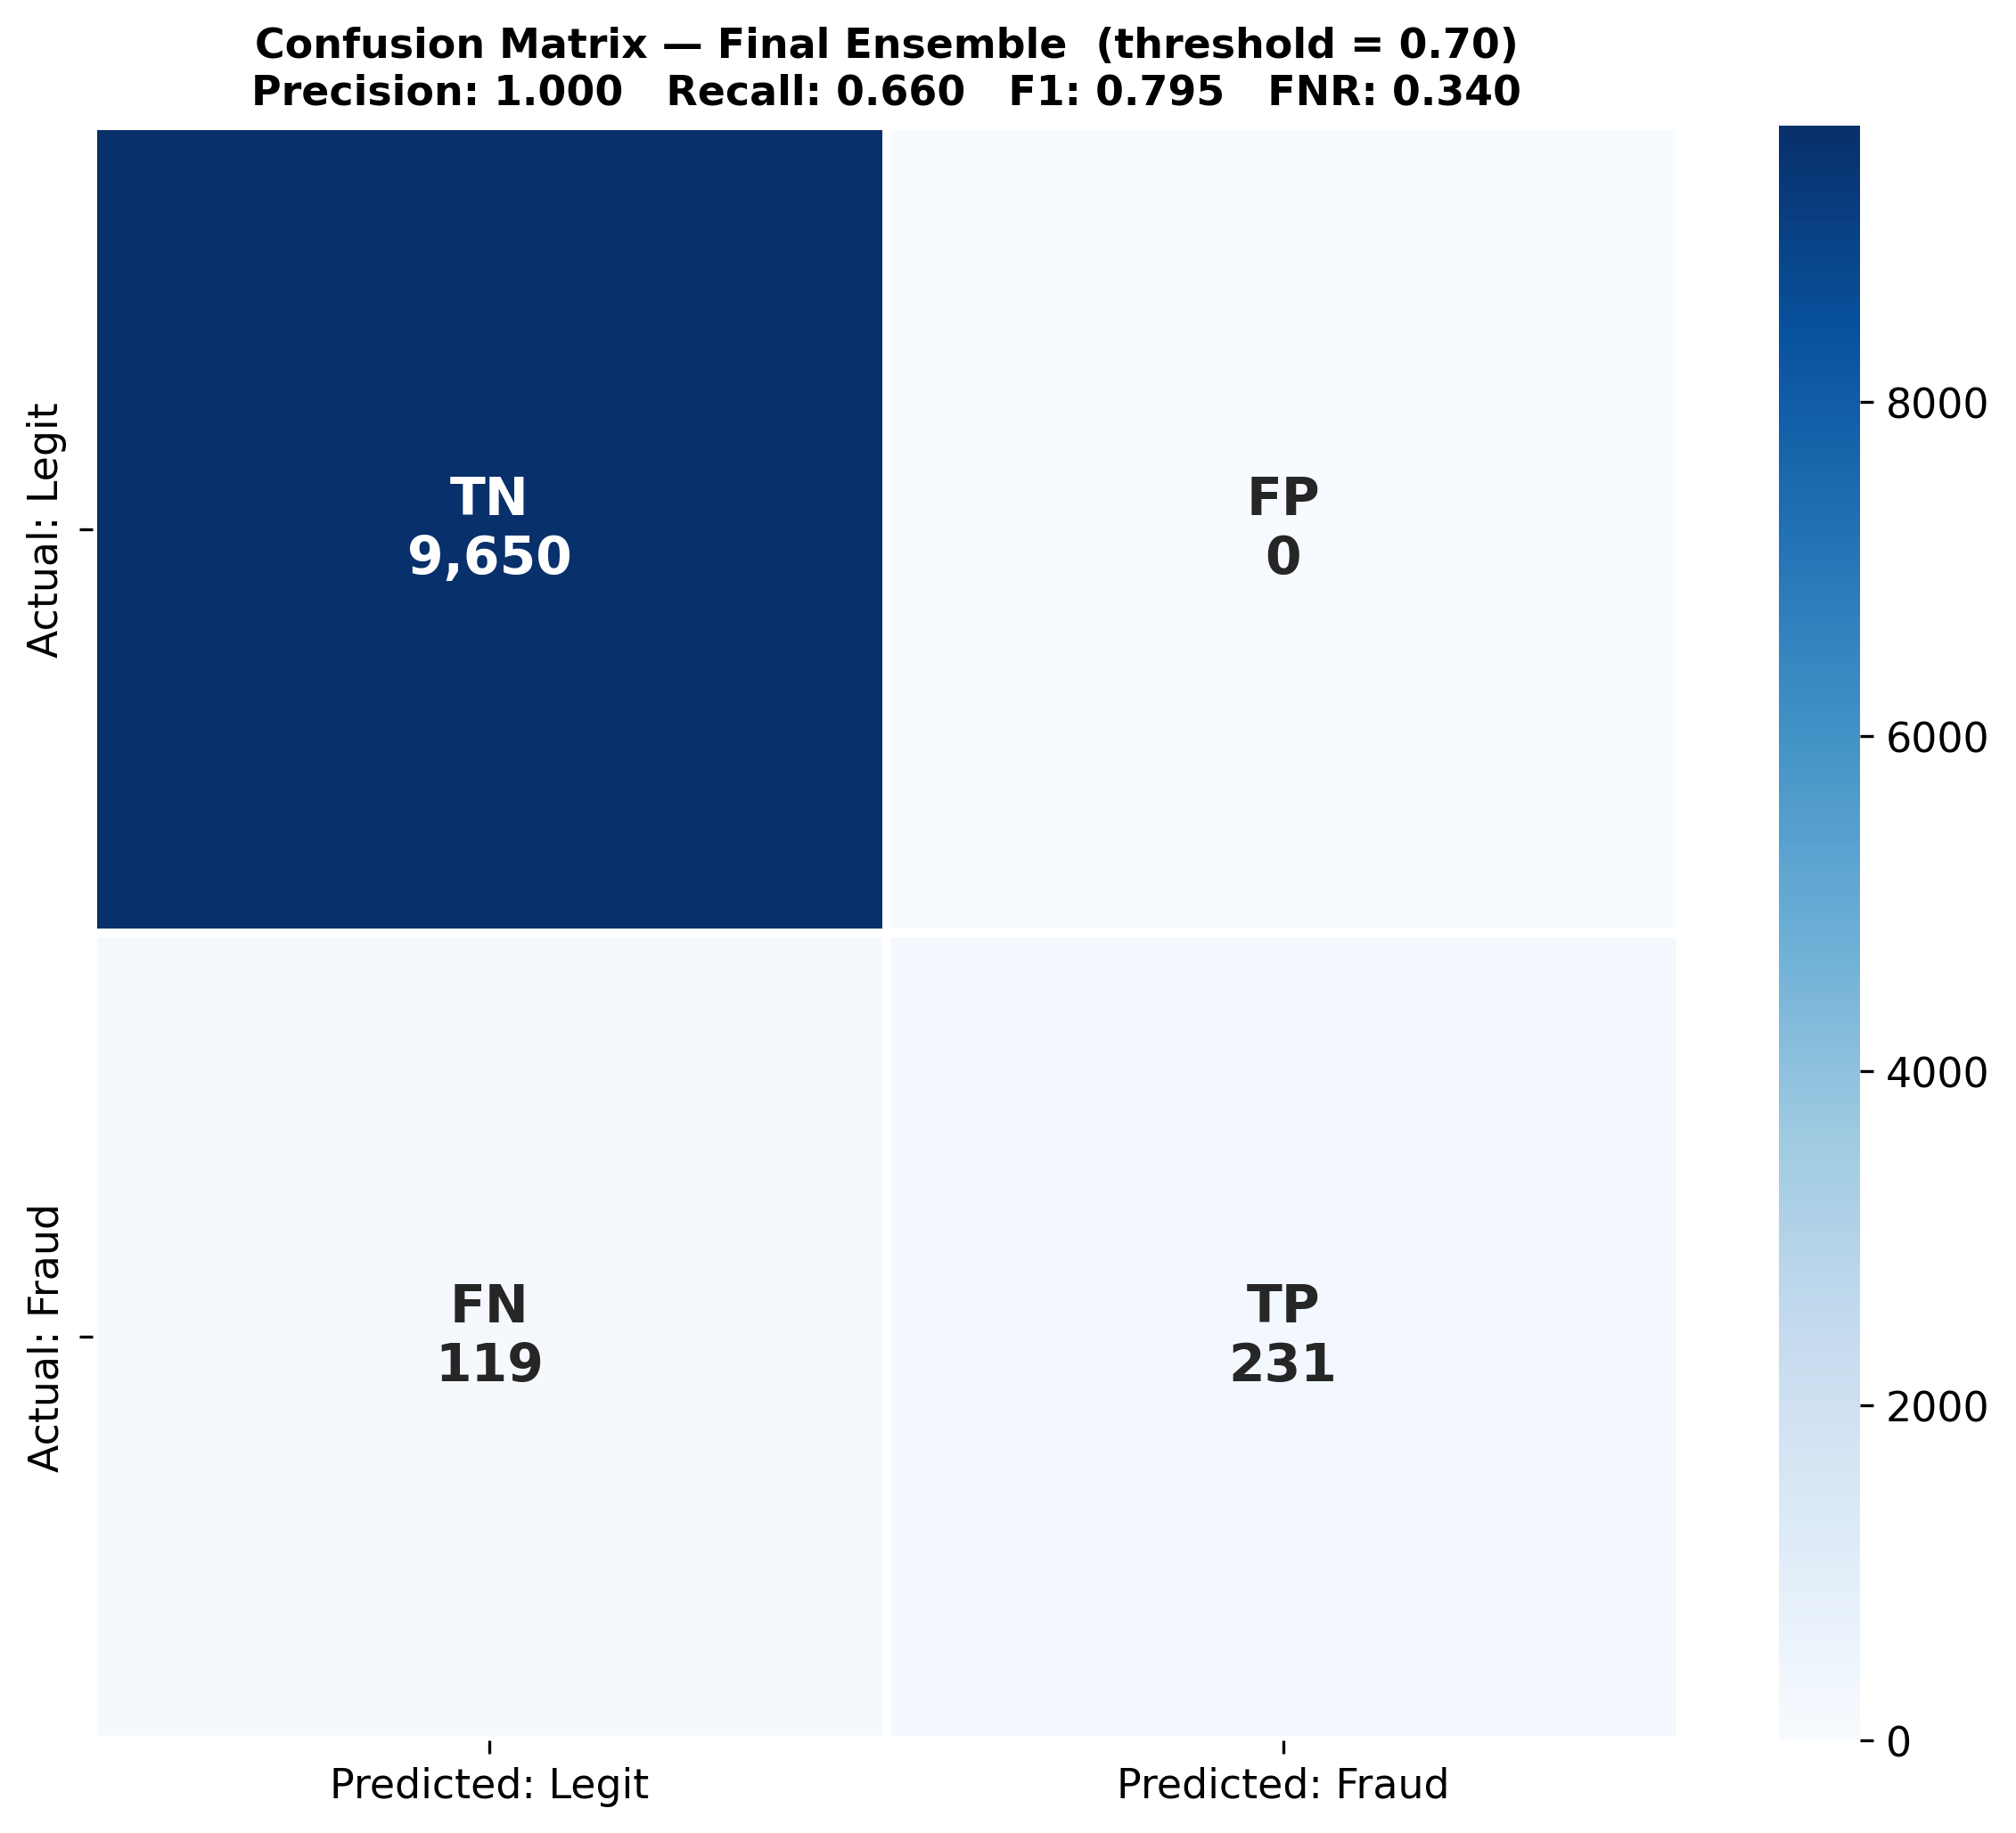 Confusion Matrix — Final Ensemble  (threshold = 0.70)
Precision: 1.000   Recall: 0.660   F1: 0.795   FNR: 0.340
Actual: Legit
TN
9,650
FP
0
Actual: Fraud
FN
119
TP
231
Predicted: Legit
Predicted: Fraud
8000
6000
4000
2000
0